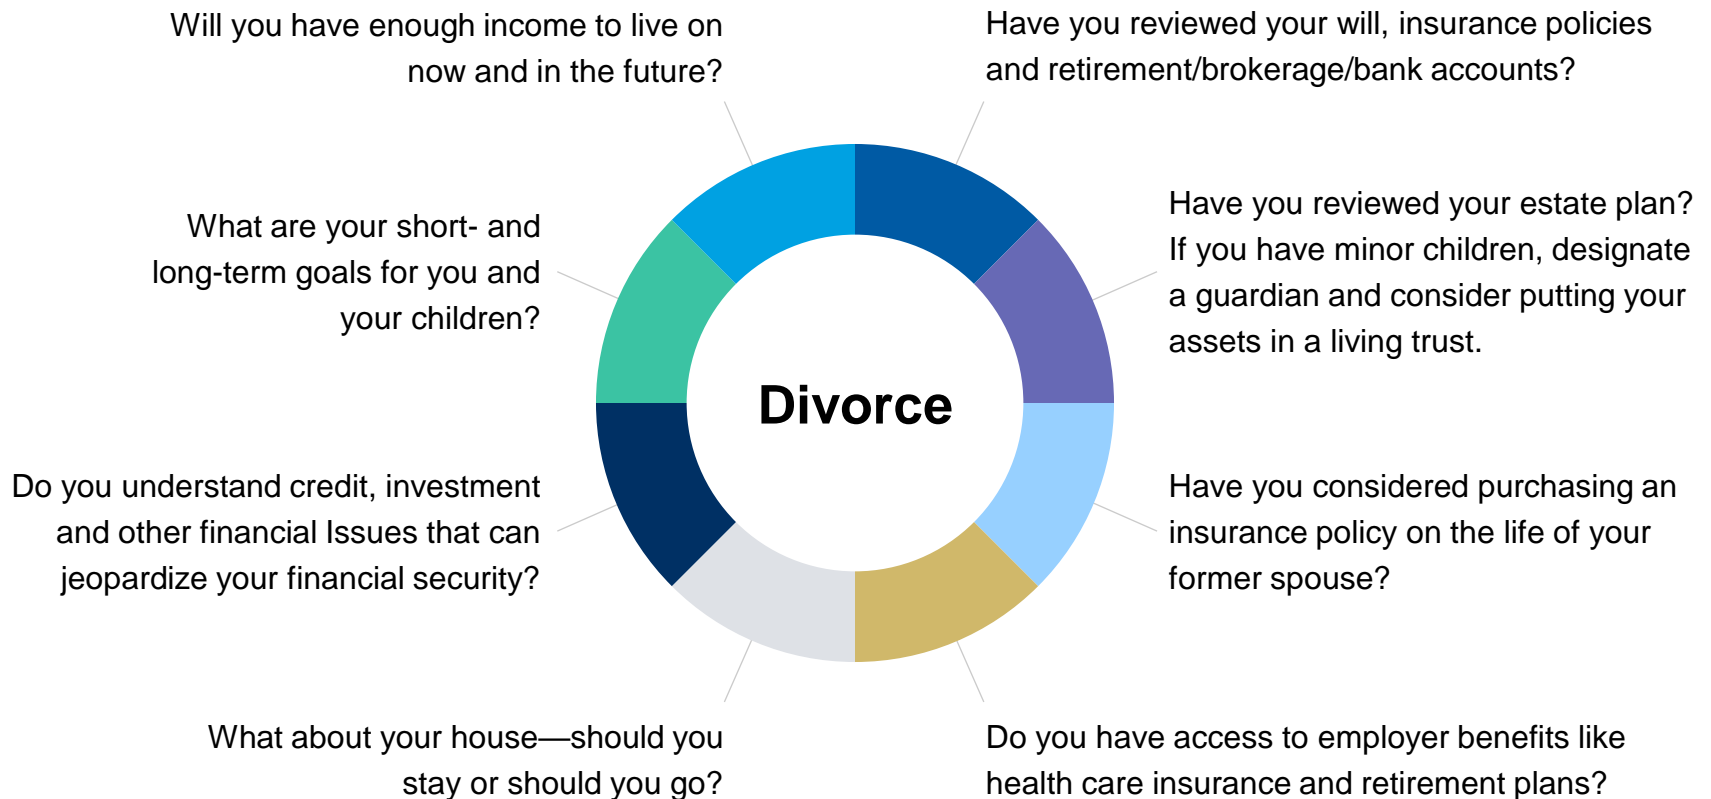 Will you have enough income to live on
now and in the future?
Have you reviewed your will, insurance policies
and retirement/brokerage/bank accounts?
What are your short- and
long-term goals for you and
your children?
Have you reviewed your estate plan?
If you have minor children, designate
a guardian and consider putting your
assets in a living trust.
Divorce
Do you understand credit, investment
and other financial Issues that can
jeopardize your financial security?
Have you considered purchasing an
insurance policy on the life of your
former spouse?
What about your house—should you
stay or should you go?
Do you have access to employer benefits like
health care insurance and retirement plans?